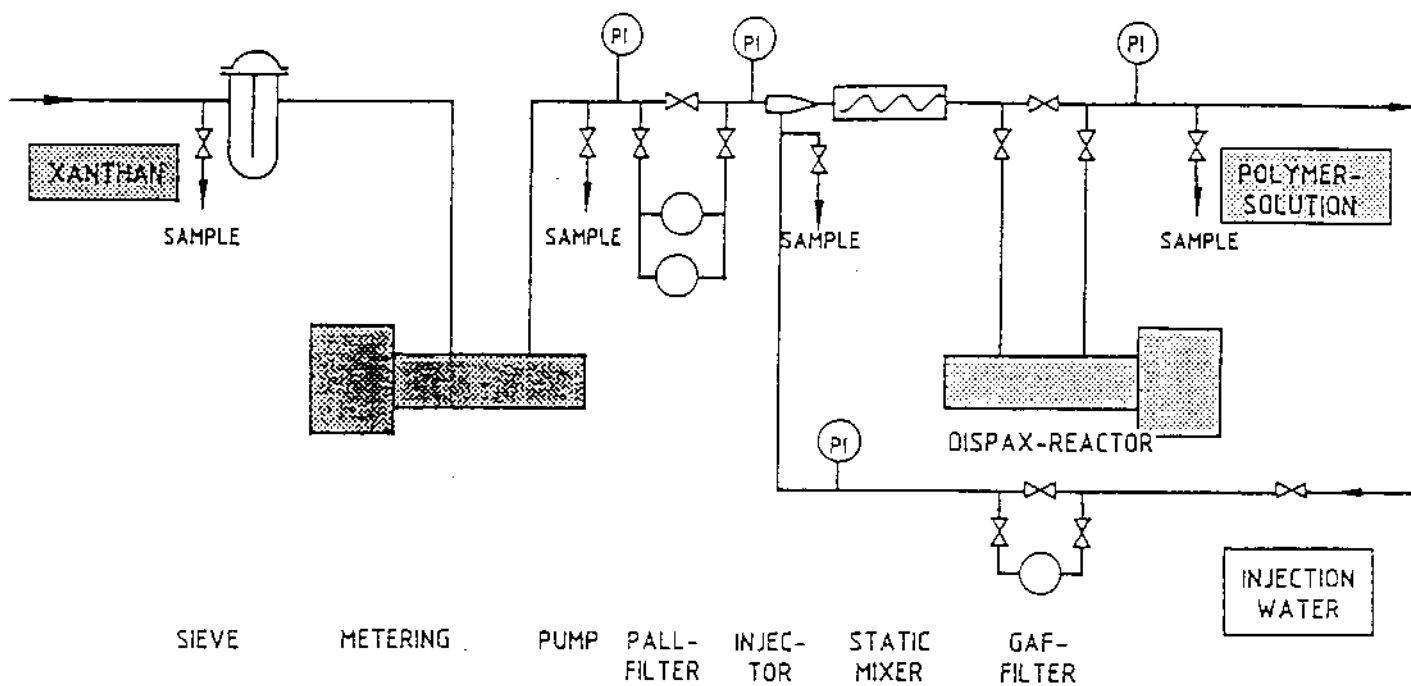 PI
PI
PI
XANTHAN
POLYMER-
SOLUTION
SAMPLE
SAMPLE
SAMPLE
SAMPLE
DISPAX-REACTOR
PI
INJECTION
WATER
SIEVE
METERING
PUMP
PALL-
FILTER
INJEC-
TOR
STATIC
MIXER
GAF-
FILTER